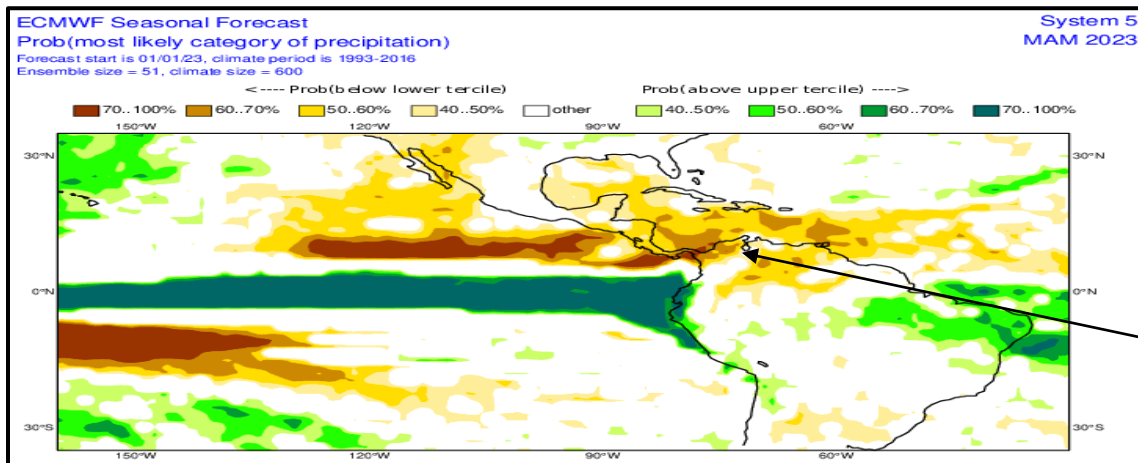 ECMWF Seasonal Forecast System 5
Prob(most likely category of precipitation) MAM 2023
Forecast start is 01/01/23, climate period is 1993-2016
Ensemble size = 51, climate size = 600
<---- Prob(below lower tercile) Prob(above upper tercile) ---->
70..100% 60..70% 50..60% 40..50% other 40..50% 50..60% 60..70% 70..100%
150°W 120°W 90°W 60°W
30°N 30°N
0°N 0°N
30°S 30°S
150°W 120°W 90°W 60°W